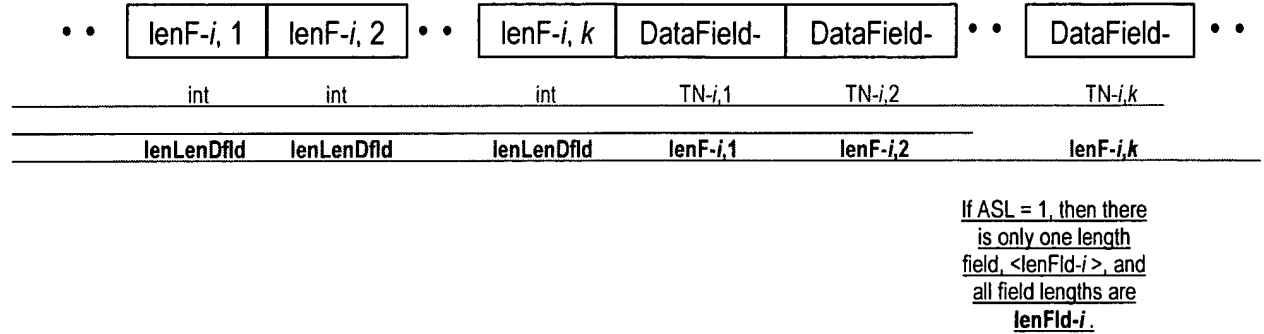 • • lenF-i, 1 lenF-i, 2 • • lenF-i, k DataField- DataField- • • DataField- • •
int int int TN-i,1 TN-i,2 TN-i,k
lenLenDfld lenLenDfld lenLenDfld lenF-i,1 lenF-i,2 lenF-i,k
If ASL = 1, then there
is only one length
field, <lenFld-i >, and
all field lengths are
lenFld-i .